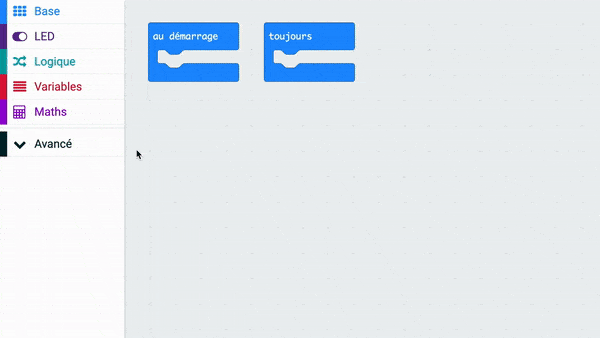 Base
LED
Logique
Variables
Maths
Avancé
au démarrage
toujours